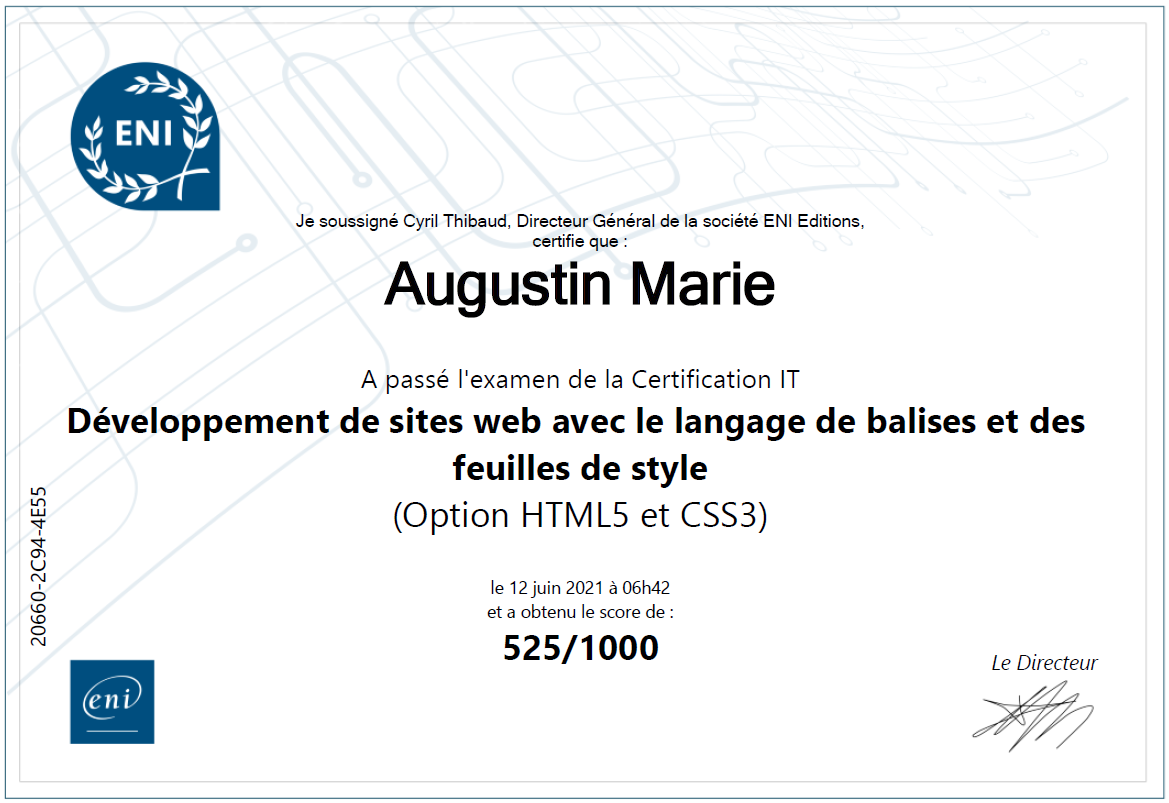 ENI
Je soussigné Cyril Thibaud, Directeur Général de la société ENI Editions,
certifie que :
Augustin Marie
A passé l'examen de la Certification IT
Développement de sites web avec le langage de balises et des
feuilles de style
(Option HTML5 et CSS3)
20660-2C94-4E55
le 12 juin 2021 à 06h42
et a obtenu le score de :
525/1000
Le Directeur
eni